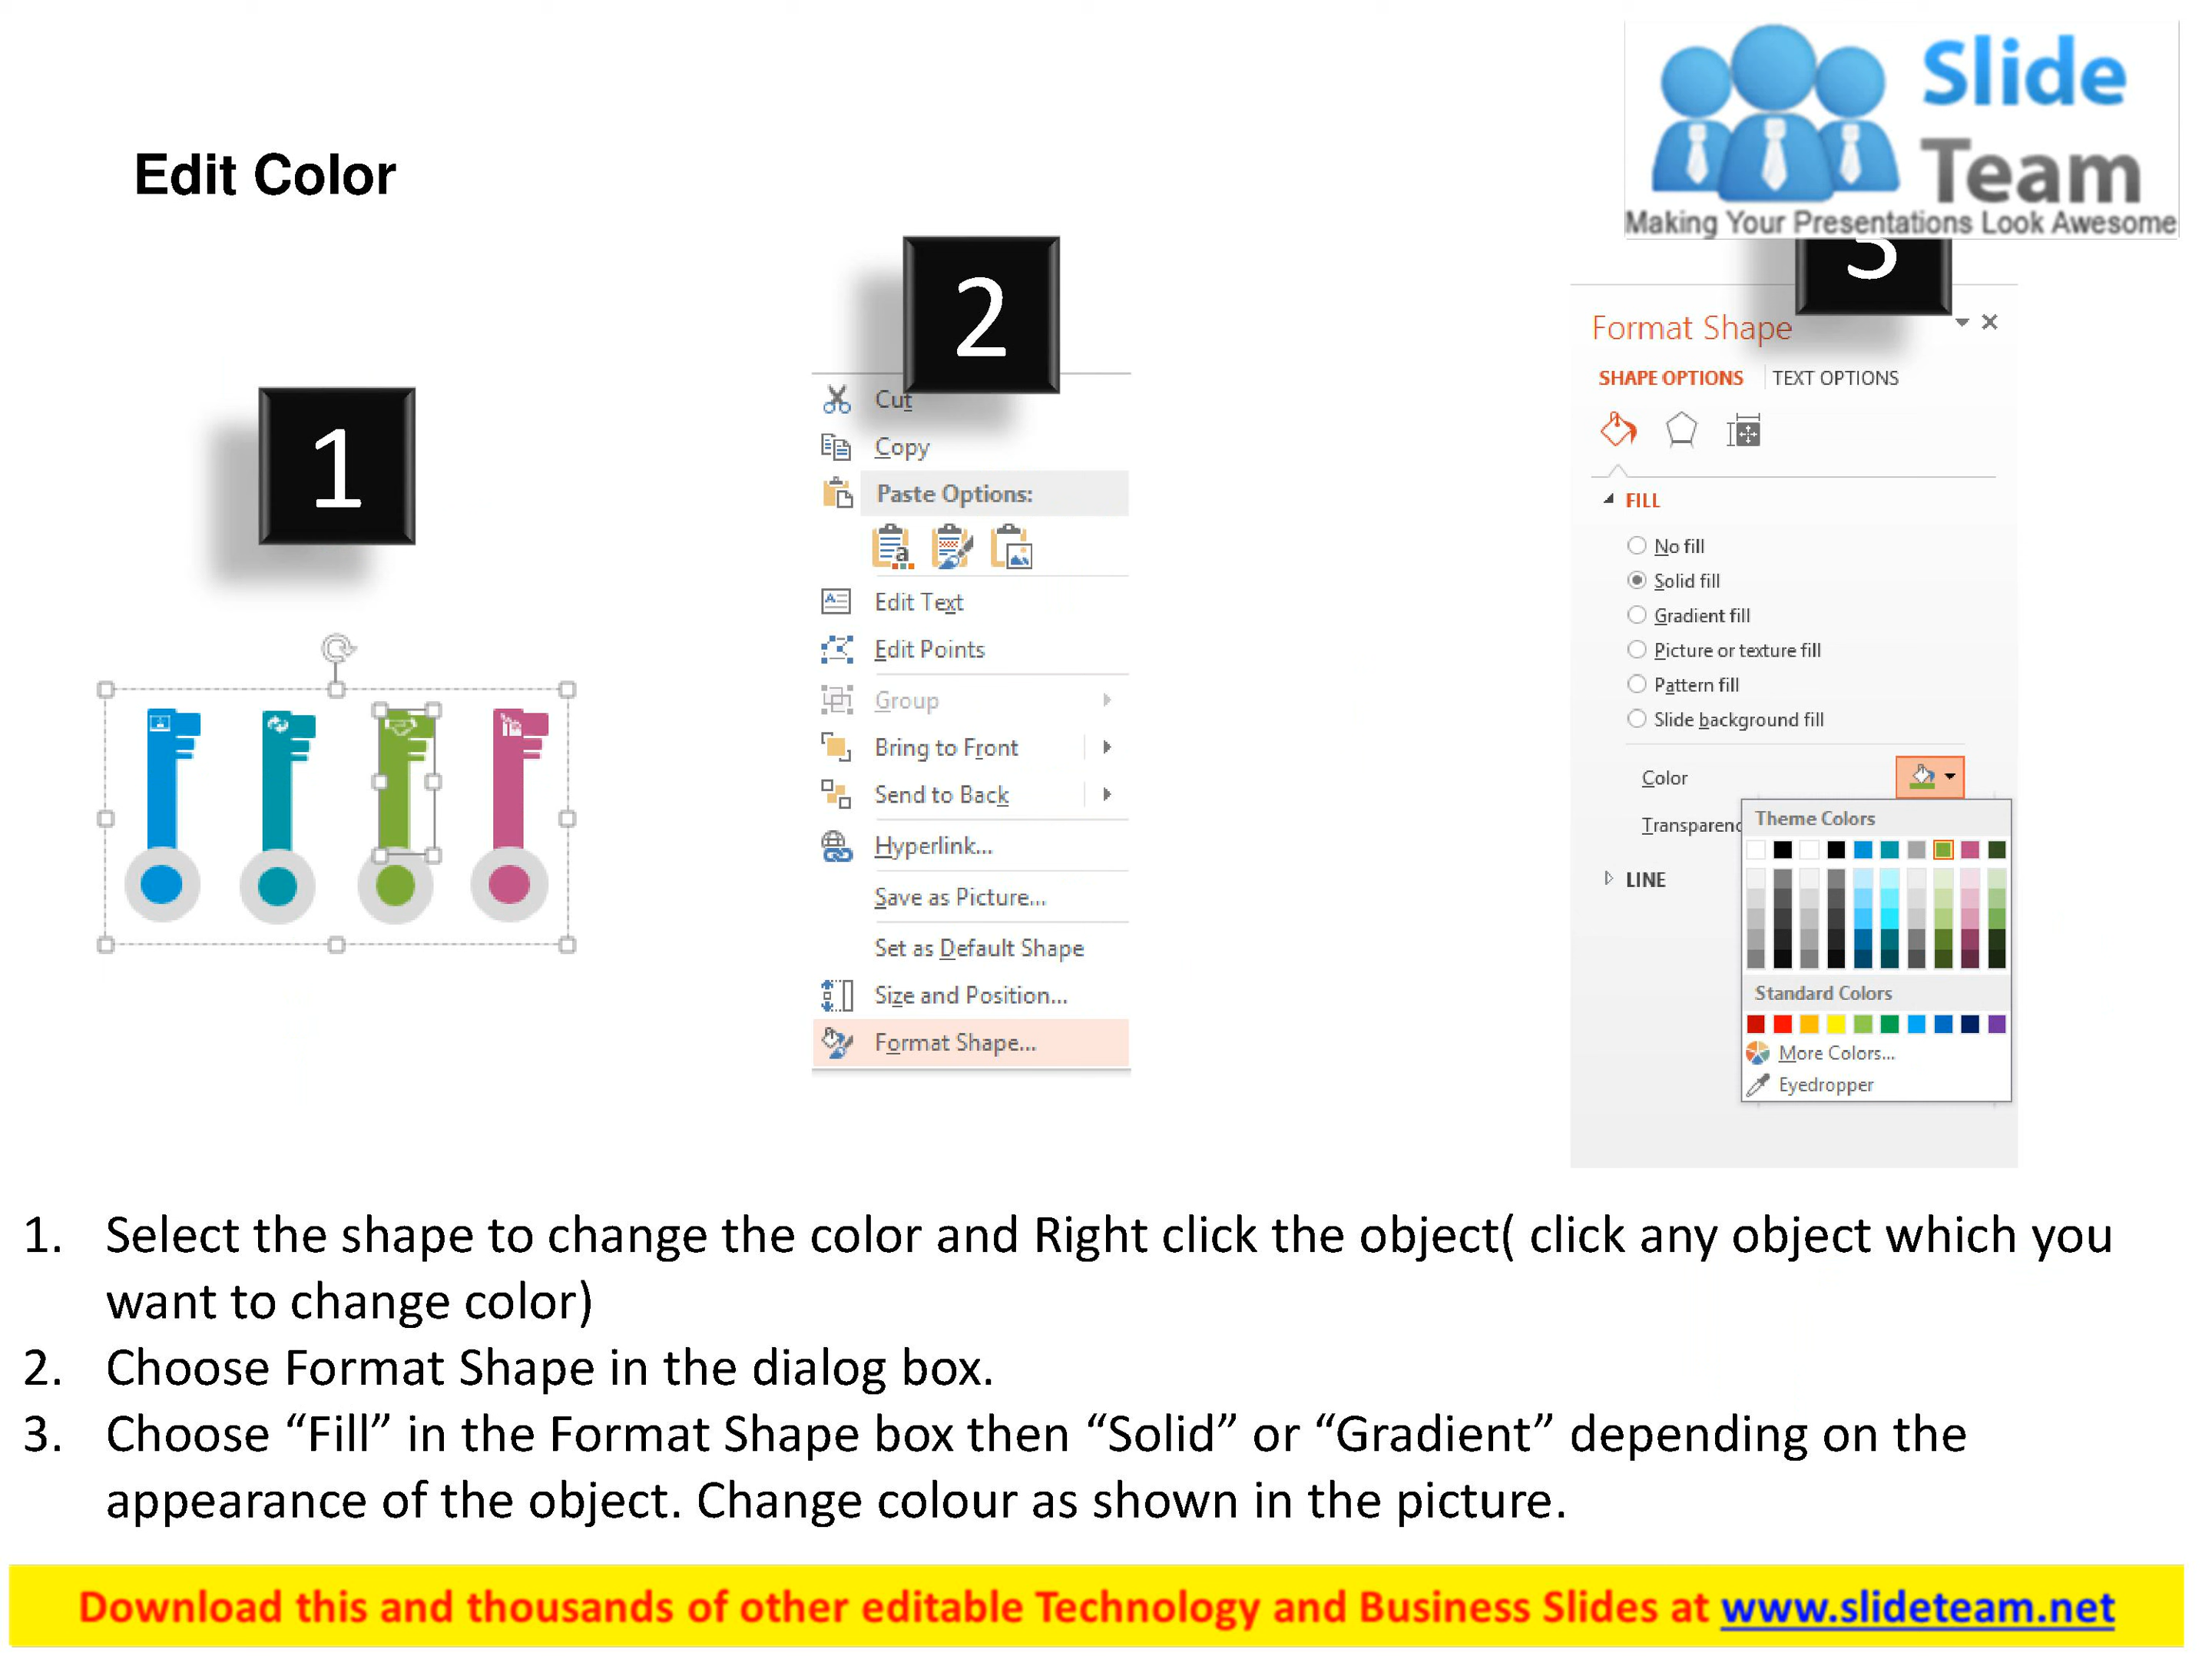 Slide
Team
Making Your Presentations Look Awesome
Edit Color
1
2
3
Cut
Copy
Paste Options:
Edit Text
Edit Points
Group
Bring to Front
Send to Back
Hyperlink...
Save as Picture...
Set as Default Shape
Size and Position...
Format Shape...
Format Shape
SHAPE OPTIONS TEXT OPTIONS
FILL
No fill
Solid fill
Gradient fill
Picture or texture fill
Pattern fill
Slide background fill
Color
Theme Colors
LINE
Standard Colors
More Colors...
Eyedropper
1. Select the shape to change the color and Right click the object( click any object which you
want to change color)
2. Choose Format Shape in the dialog box.
3. Choose “Fill” in the Format Shape box then “Solid” or “Gradient” depending on the
appearance of the object. Change colour as shown in the picture.
Download this and thousands of other editable Technology and Business Slides at www.slideteam.net